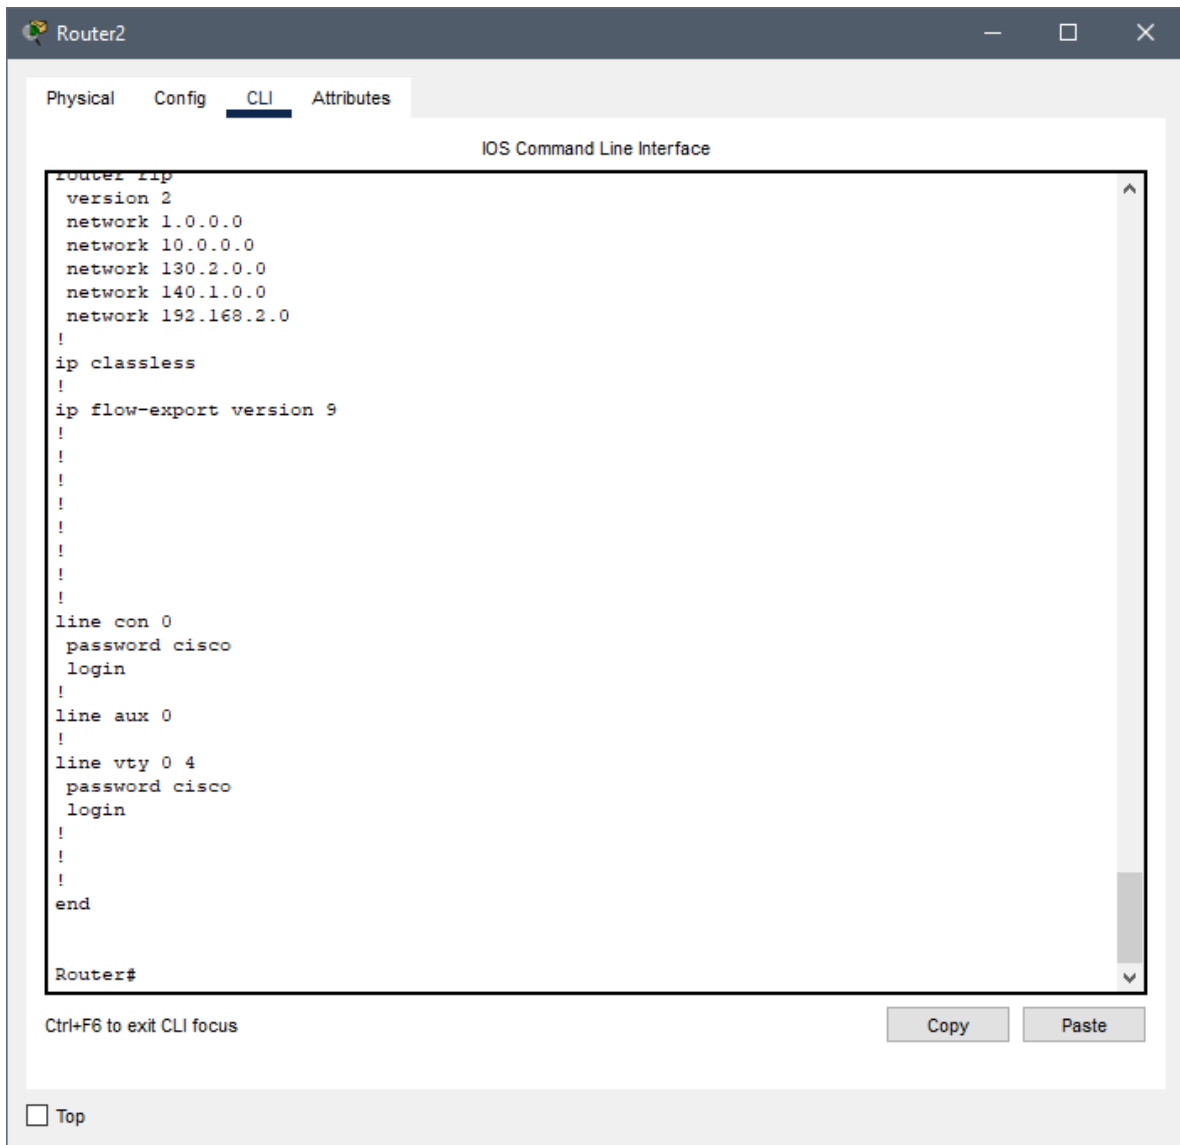 Router2
Physical Config CLI Attributes
IOS Command Line Interface
router rip
version 2
network 1.0.0.0
network 10.0.0.0
network 130.2.0.0
network 140.1.0.0
network 192.168.2.0
!
ip classless
!
ip flow-export version 9
!
!
!
!
!
!
!
!
line con 0
password cisco
login
!
line aux 0
!
line vty 0 4
password cisco
login
!
!
!
end
Router#
Ctrl+F6 to exit CLI focus
Copy Paste
Top